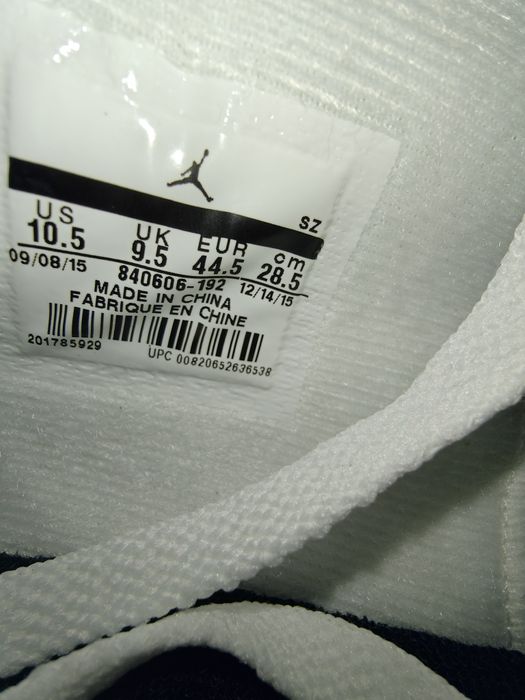 SZ
US UK EUR cm
10.5 9.5 44.5 28.5
09/08/15 840606-192 12/14/15
MADE IN CHINA
FABRIQUE EN CHINE
201785929 UPC 00820652636538